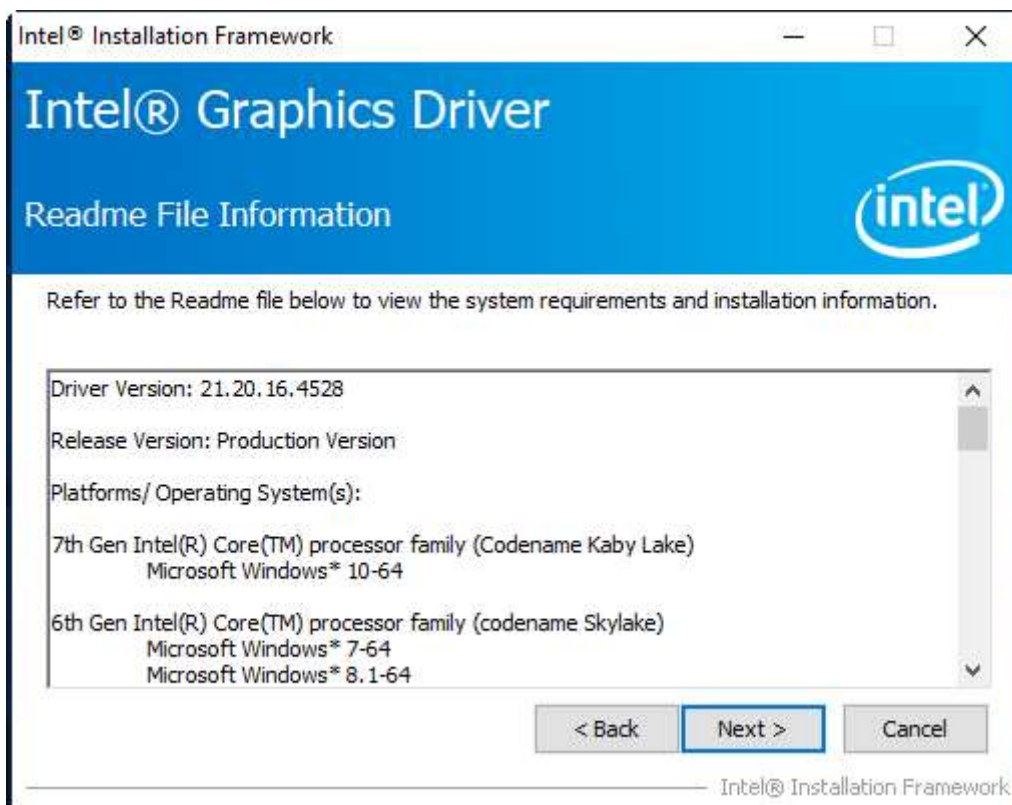 Intel® Installation Framework
Intel® Graphics Driver
Readme File Information
intel
Refer to the Readme file below to view the system requirements and installation information.
Driver Version: 21.20.16.4528
Release Version: Production Version
Platforms/ Operating System(s):
7th Gen Intel(R) Core(TM) processor family (Codename Kaby Lake)
Microsoft Windows* 10-64
6th Gen Intel(R) Core(TM) processor family (codename Skylake)
Microsoft Windows* 7-64
Microsoft Windows* 8.1-64
< Back Next > Cancel
Intel® Installation Framework